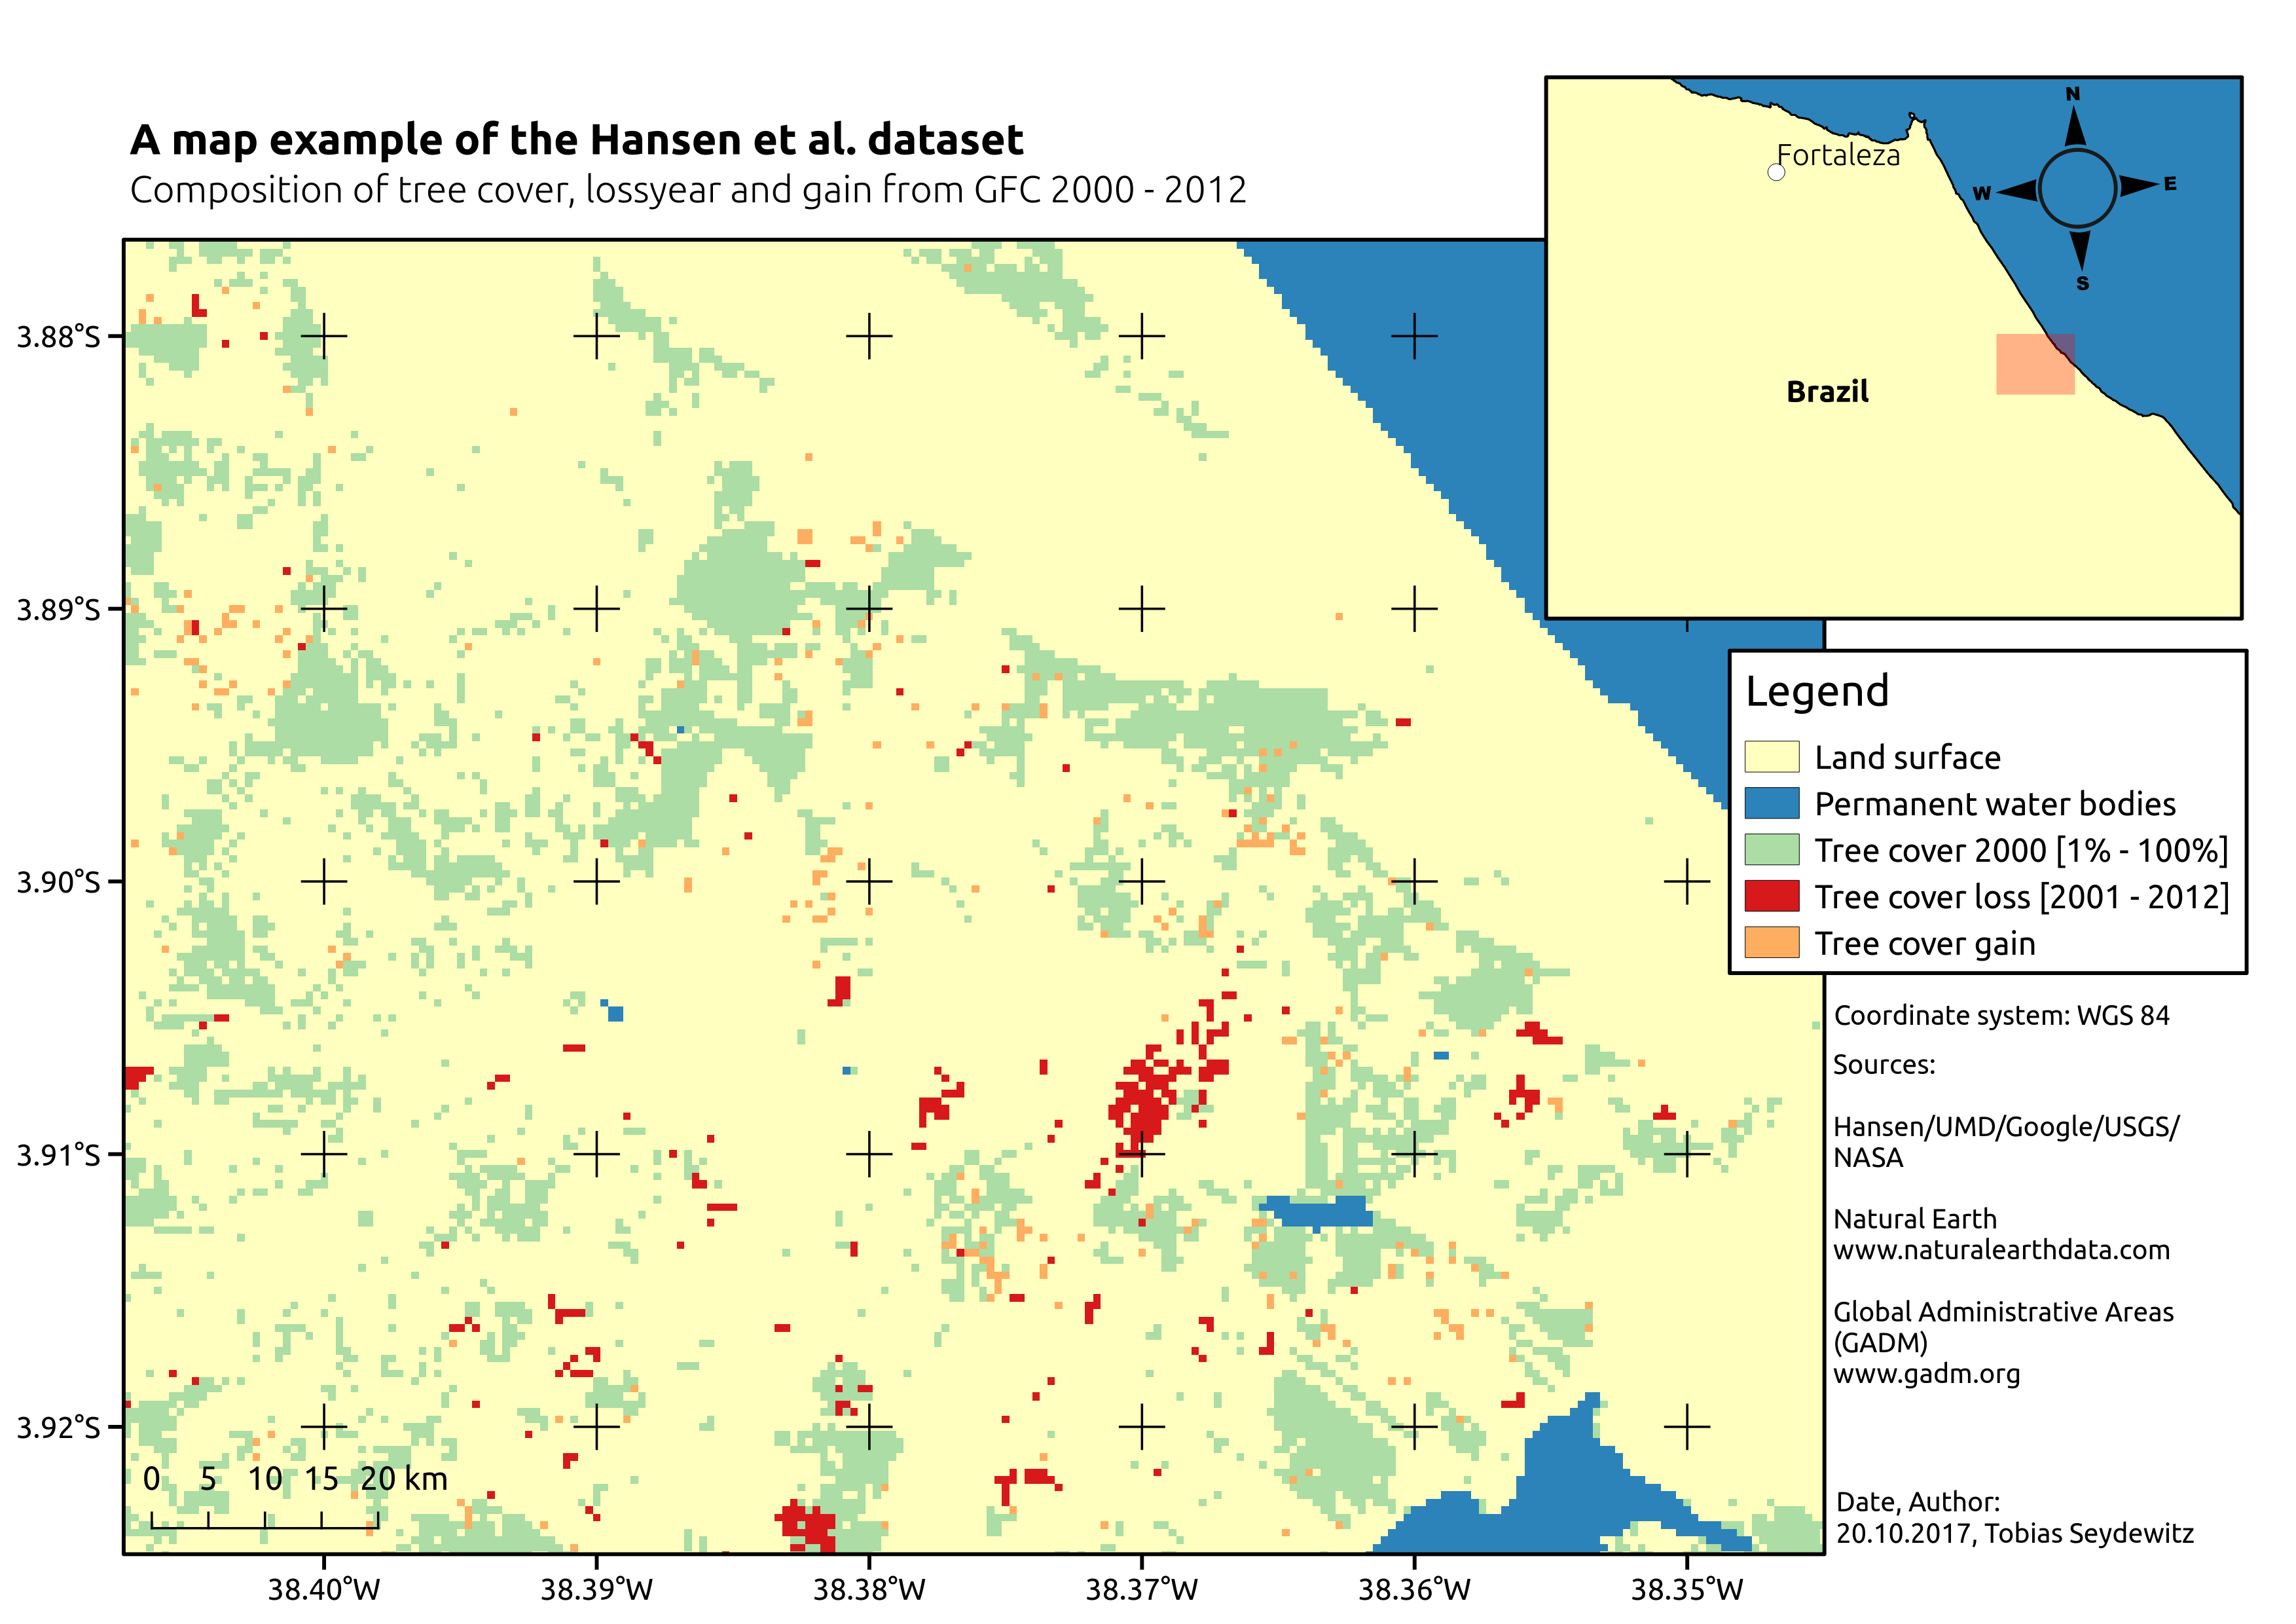 A map example of the Hansen et al. dataset
Composition of tree cover, lossyear and gain from GFC 2000 - 2012
N
W
E
S
Fortaleza
Brazil
3.88°S
3.89°S
3.90°S
3.91°S
3.92°S
Legend
Land surface
Permanent water bodies
Tree cover 2000 [1% - 100%]
Tree cover loss [2001 - 2012]
Tree cover gain
Coordinate system: WGS 84
Sources:
Hansen/UMD/Google/USGS/
NASA
Natural Earth
www.naturalearthdata.com
Global Administrative Areas
(GADM)
www.gadm.org
Date, Author:
20.10.2017, Tobias Seydewitz
0 5 10 15 20 km
38.40°W 38.39°W 38.38°W 38.37°W 38.36°W 38.35°W